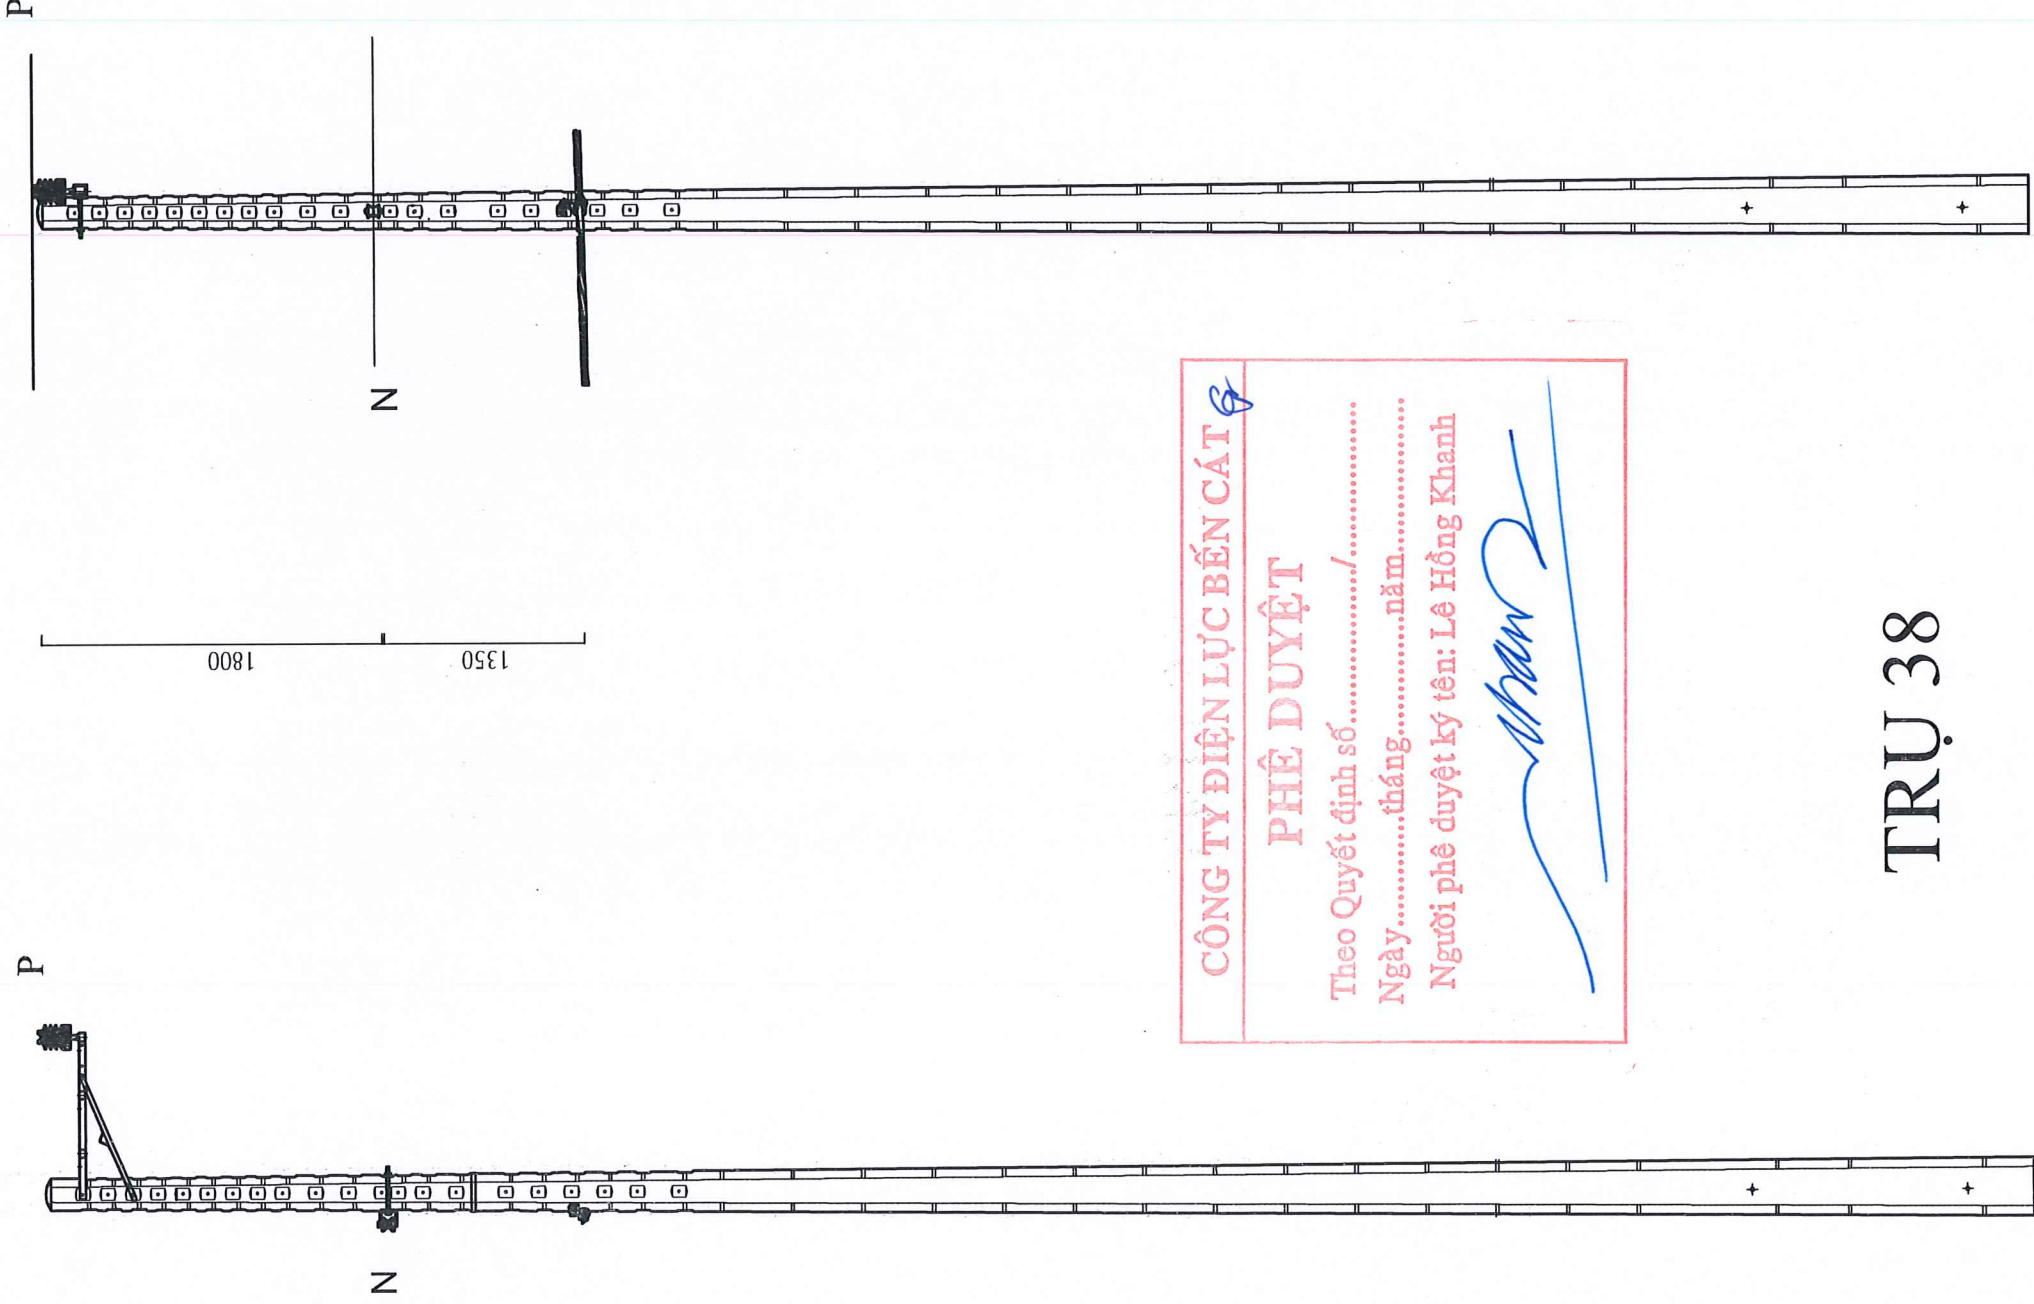 P
P
N
N
1800
1350
CÔNG TY ĐIỆN LỰC BẾN CÁT
PHÊ DUYỆT
Theo Quyết định số..................../....................
Ngày.............tháng.............năm....................
Người phê duyệt ký tên: Lê Hồng Khanh
TRỤ 38